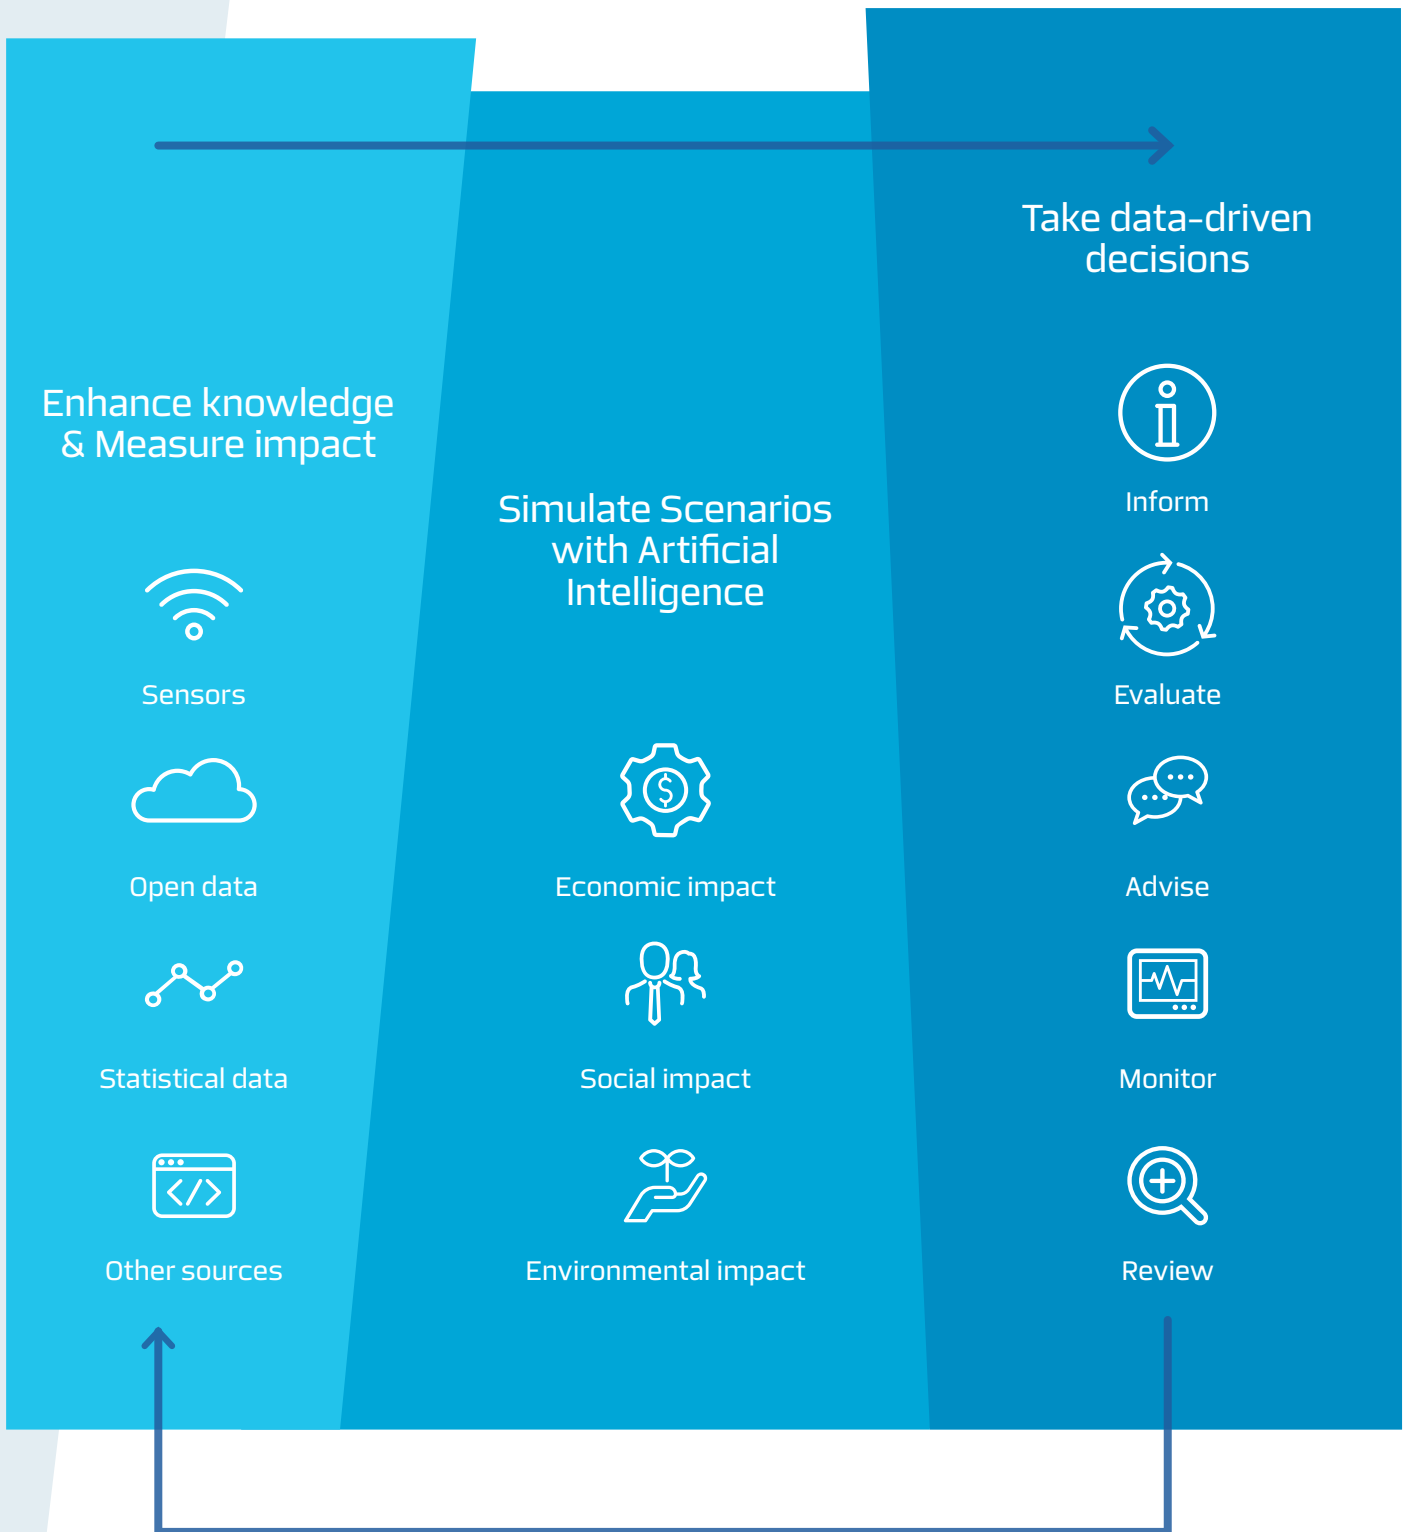 Enhance knowledge
& Measure impact
Sensors
Open data
Statistical data
Other sources
Simulate Scenarios
with Artificial
Intelligence
Economic impact
Social impact
Environmental impact
Take data-driven
decisions
Inform
Evaluate
Advise
Monitor
Review